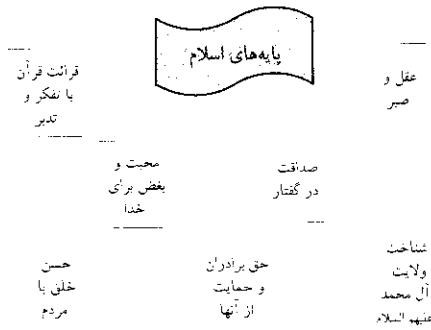 پایه‌های اسلام
عقل و
صبر
قرائت قرآن
با تفکر و
تدبر
صداقت
در گفتار
محبت و
بغض برای
خدا
شناخت
ولایت
آل محمد
علیهم السلام
حق برادران
و حمایت
از آنها
حسن
خلق با
مردم